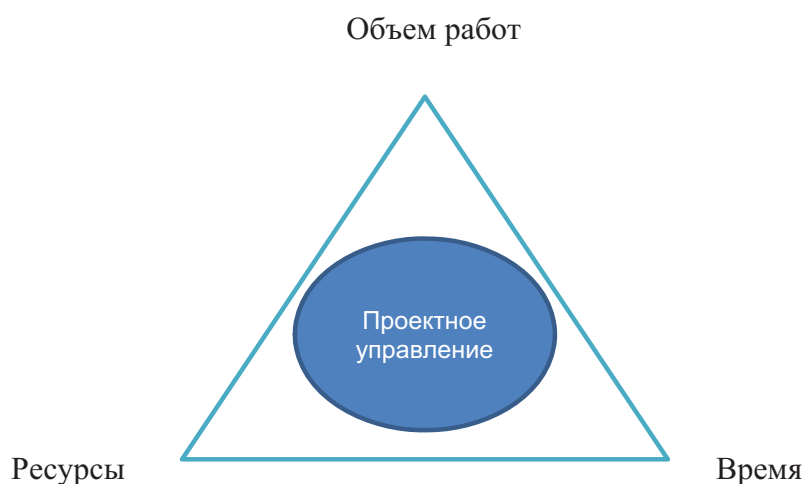 Объем работ
Проектное
управление
Ресурсы
Время